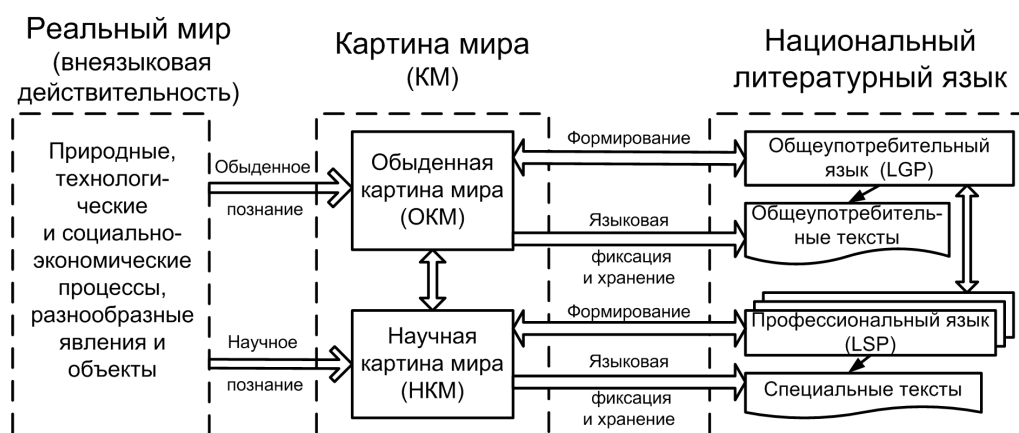 Реальный мир
(внеязыковая
действительность)
Картина мира
(КМ)
Национальный
литературный язык
Природные,
технологи-
ческие
и социально-
экономические
процессы,
разнообразные
явления и
объекты
Обыденное
познание
Научное
познание
Обыденная
картина мира
(ОКМ)
Научная
картина мира
(НКМ)
Формирование
Языковая
фиксация
и хранение
Формирование
Языковая
фиксация
и хранение
Общеупотребительный
язык (LGP)
Общеупотребитель-
ные тексты
Профессиональный язык
(LSP)
Специальные тексты